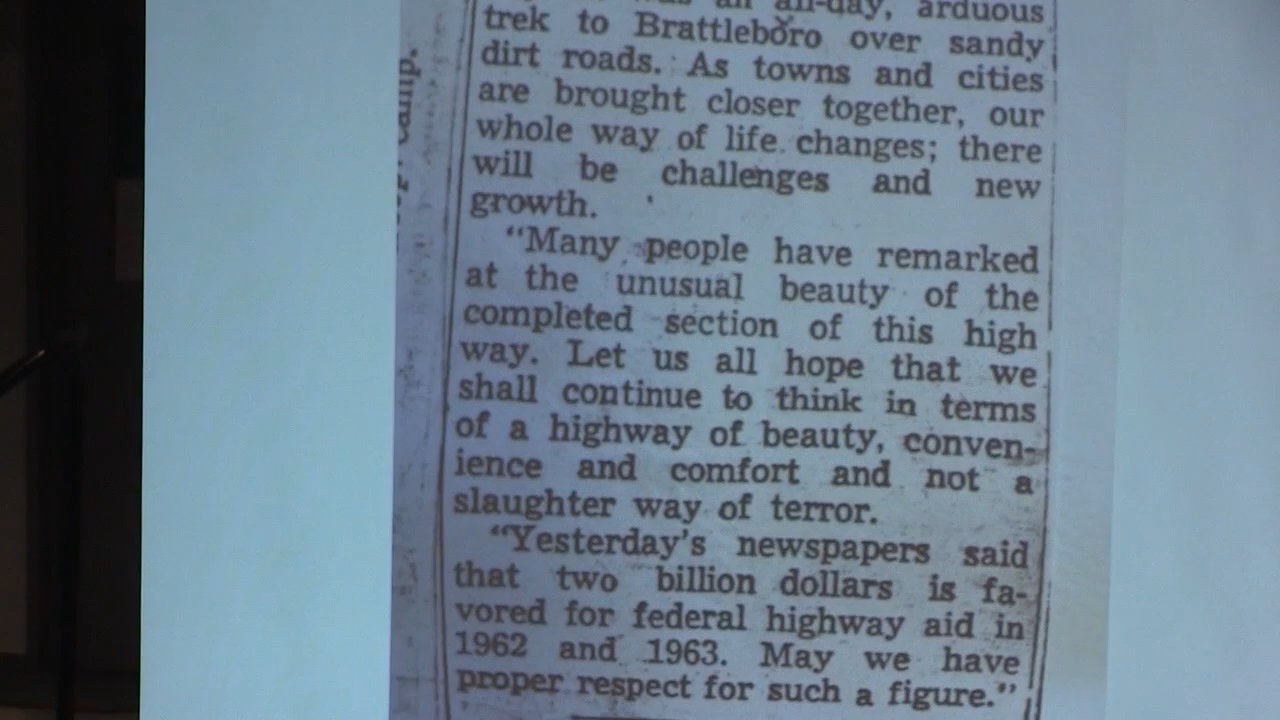 was an all-day, arduous
trek to Brattleboro over sandy
dirt roads. As towns and cities
are brought closer together, our
whole way of life changes; there
will be challenges and new
growth.
"Many people have remarked
at the unusual beauty of the
completed section of this high
way. Let us all hope that we
shall continue to think in terms
of a highway of beauty, conven-
ience and comfort and not a
slaughter way of terror.
"Yesterday's newspapers said
that two billion dollars is fa-
vored for federal highway aid in
1962 and 1963. May we have
proper respect for such a figure."